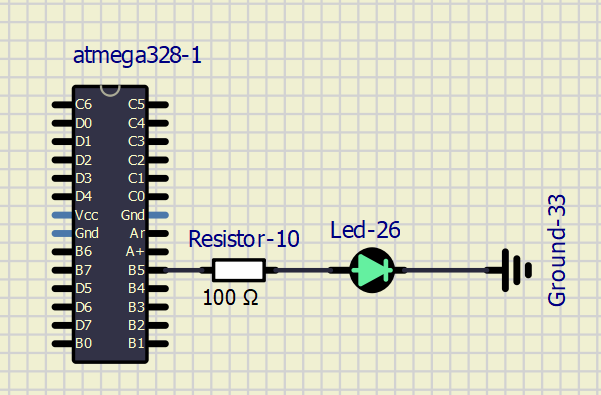 atmega328-1
C6 C5
D0 C4
D1 C3
D2 C2
D3 C1
D4 C0
Vcc Gnd
Gnd Ar
B6 A+
B7 B5
D5 B4
D6 B3
D7 B2
B0 B1
Resistor-10
100 Ω
Led-26
Ground-33